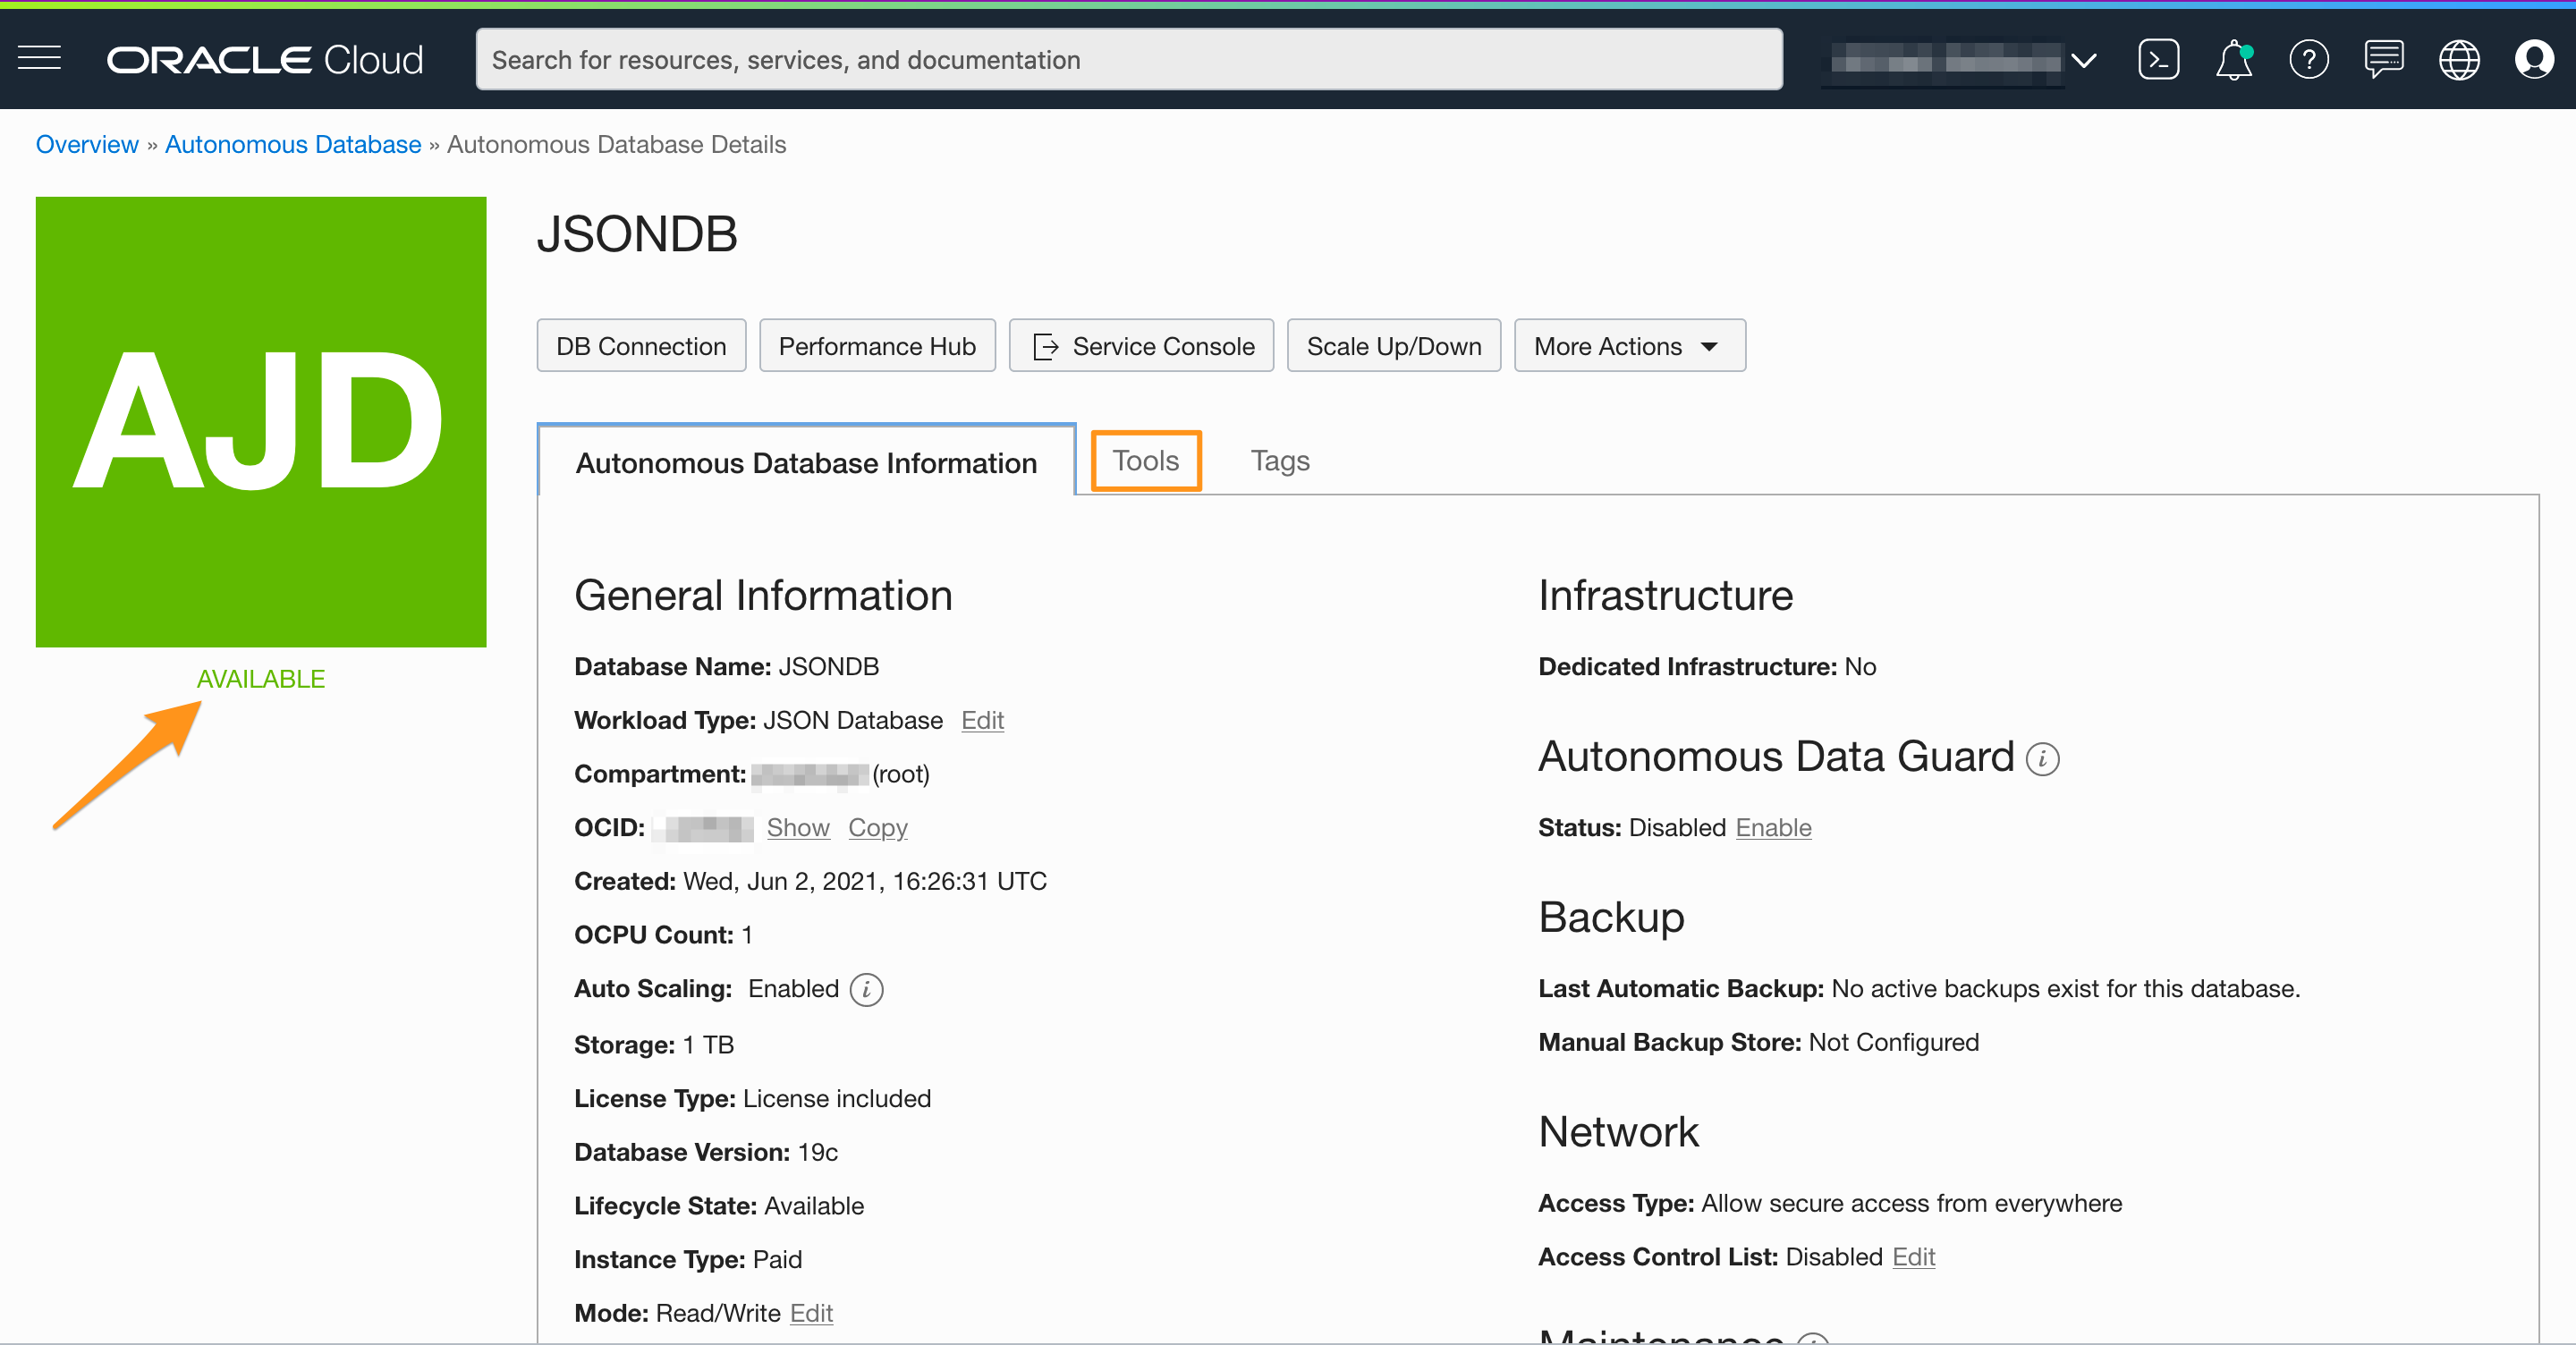 ORACLE Cloud
Search for resources, services, and documentation
Overview » Autonomous Database » Autonomous Database Details
AJD
AVAILABLE
JSONDB
DB Connection
Performance Hub
Service Console
Scale Up/Down
More Actions
Autonomous Database Information
Tools
Tags
General Information
Database Name: JSONDB
Workload Type: JSON Database Edit
Compartment: (root)
OCID: Show Copy
Created: Wed, Jun 2, 2021, 16:26:31 UTC
OCPU Count: 1
Auto Scaling: Enabled i
Storage: 1 TB
License Type: License included
Database Version: 19c
Lifecycle State: Available
Instance Type: Paid
Mode: Read/Write Edit
Infrastructure
Dedicated Infrastructure: No
Autonomous Data Guard i
Status: Disabled Enable
Backup
Last Automatic Backup: No active backups exist for this database.
Manual Backup Store: Not Configured
Network
Access Type: Allow secure access from everywhere
Access Control List: Disabled Edit
Maintenance